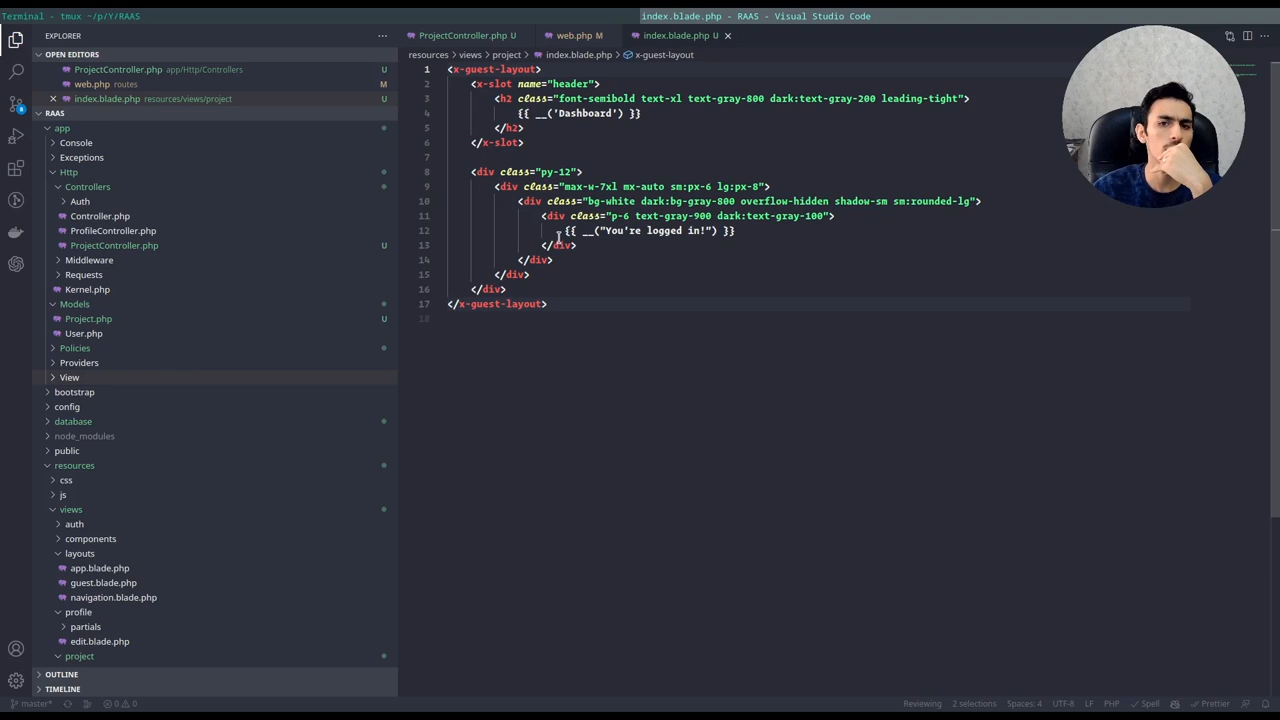 Terminal - tmux ~/p/Y/RAAS
index.blade.php - RAAS - Visual Studio Code
EXPLORER
OPEN EDITORS
ProjectController.php app/Http/Controllers U
web.php routes M
index.blade.php resources/views/project U
RAAS
app
Console
Exceptions
Http
Controllers
Auth
Controller.php
ProfileController.php
ProjectController.php U
Middleware
Requests
Kernel.php
Models
Project.php U
User.php
Policies
Providers
View
bootstrap
config
database
node_modules
public
resources
css
js
views
auth
components
layouts
app.blade.php
guest.blade.php
navigation.blade.php
profile
partials
edit.blade.php
project
OUTLINE
TIMELINE
ProjectController.php U
web.php M
index.blade.php U
resources > views > project > index.blade.php > x-guest-layout
1 <x-guest-layout>
2 <x-slot name="header">
3 <h2 class="font-semibold text-xl text-gray-800 dark:text-gray-200 leading-tight">
4 {{ __('Dashboard') }}
5 </h2>
6 </x-slot>
7
8 <div class="py-12">
9 <div class="max-w-7xl mx-auto sm:px-6 lg:px-8">
10 <div class="bg-white dark:bg-gray-800 overflow-hidden shadow-sm sm:rounded-lg">
11 <div class="p-6 text-gray-900 dark:text-gray-100">
12 {{ __("You're logged in!") }}
13 </div>
14 </div>
15 </div>
16 </div>
17 </x-guest-layout>
18
master* 0 0 Reviewing 2 selections Spaces: 4 UTF-8 LF PHP Spell Prettier